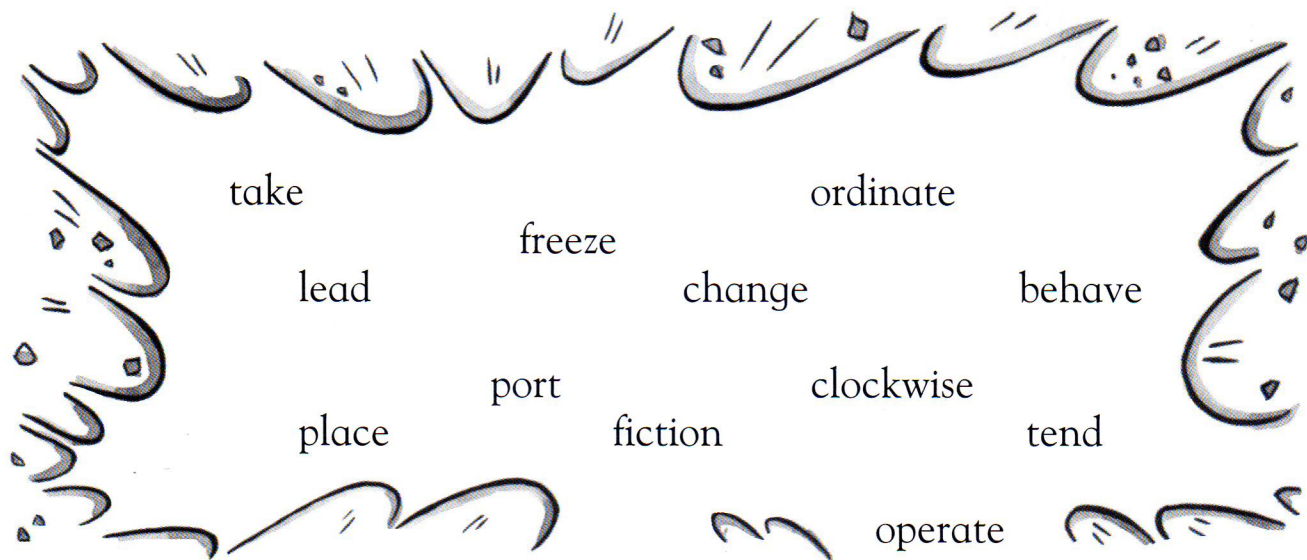 take ordinate
freeze
lead change behave
port clockwise
place fiction tend
operate